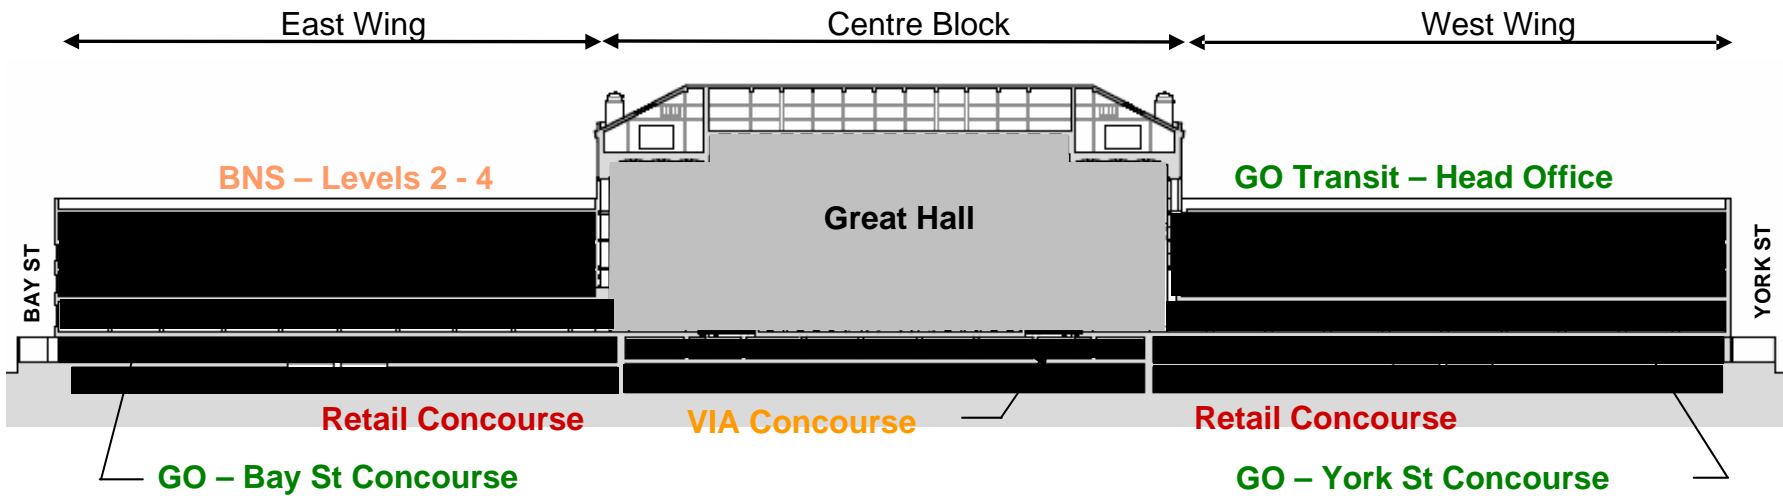 East Wing
Centre Block
West Wing
BNS – Levels 2 - 4
GO Transit – Head Office
Great Hall
BAY ST
YORK ST
Retail Concourse
VIA Concourse
Retail Concourse
GO – Bay St Concourse
GO – York St Concourse